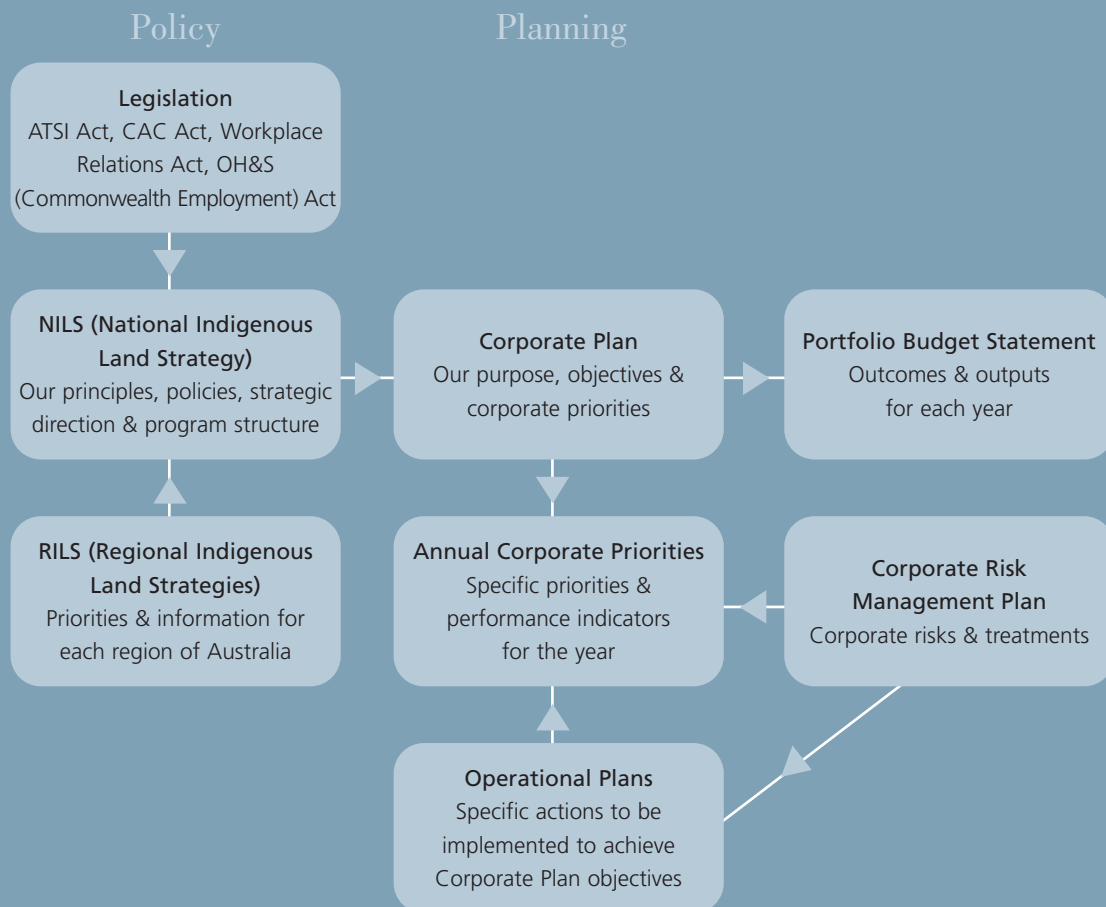 Policy
Planning
Legislation
ATSI Act, CAC Act, Workplace
Relations Act, OH&S
(Commonwealth Employment) Act
NILS (National Indigenous
Land Strategy)
Our principles, policies, strategic
direction & program structure
Corporate Plan
Our purpose, objectives &
corporate priorities
Portfolio Budget Statement
Outcomes & outputs
for each year
RILS (Regional Indigenous
Land Strategies)
Priorities & information for
each region of Australia
Annual Corporate Priorities
Specific priorities &
performance indicators
for the year
Corporate Risk
Management Plan
Corporate risks & treatments
Operational Plans
Specific actions to be
implemented to achieve
Corporate Plan objectives